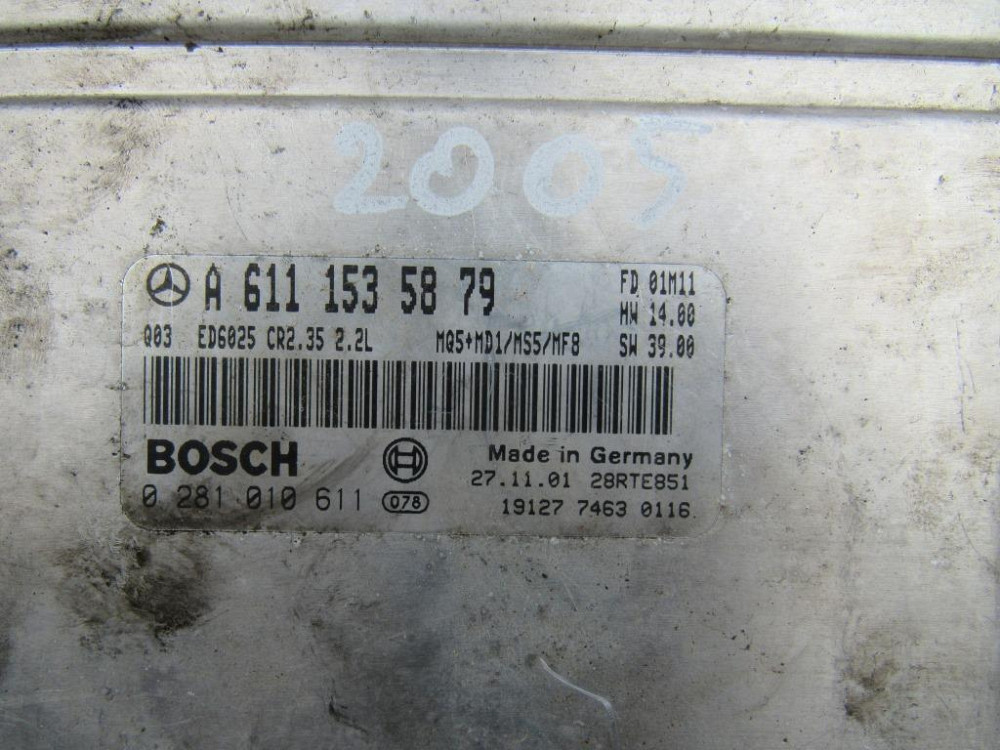 2005
A 611 153 58 79 FD 01M11
HW 14.00
Q03 ED6025 CR2.35 2.2L MQ5+MD1/MS5/MF8 SW 39.00
BOSCH Made in Germany
27.11.01 28RTE851
0 281 010 611 078 19127 7463 0116